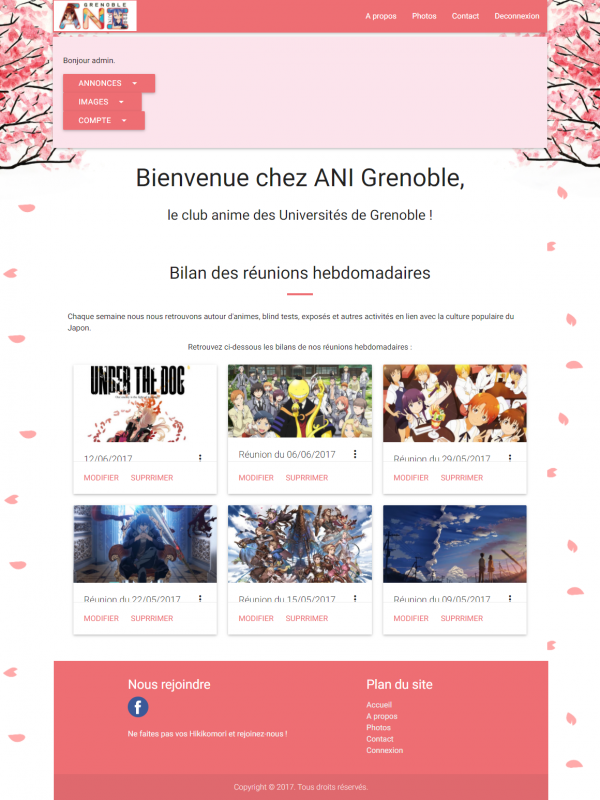 GRENOBLE
ANI
A propos Photos Contact Deconnexion
Bonjour admin.
ANNONCES
IMAGES
COMPTE
Bienvenue chez ANI Grenoble,
le club anime des Universités de Grenoble !
Bilan des réunions hebdomadaires
Chaque semaine nous nous retrouvons autour d'animes, blind tests, exposés et autres activités en lien avec la culture populaire du
Japon.
Retrouvez ci-dessous les bilans de nos réunions hebdomadaires :
UNDER THE DOG
12/06/2017
MODIFIER SUPRRIMER
Réunion du 06/06/2017
MODIFIER SUPRRIMER
Réunion du 29/05/2017
MODIFIER SUPRRIMER
Réunion du 22/05/2017
MODIFIER SUPRRIMER
Réunion du 15/05/2017
MODIFIER SUPRRIMER
Réunion du 09/05/2017
MODIFIER SUPRRIMER
Nous rejoindre
f
Ne faites pas vos Hikikomori et rejoinez-nous !
Plan du site
Accueil
A propos
Photos
Contact
Connexion
Copyright © 2017. Tous droits réservés.